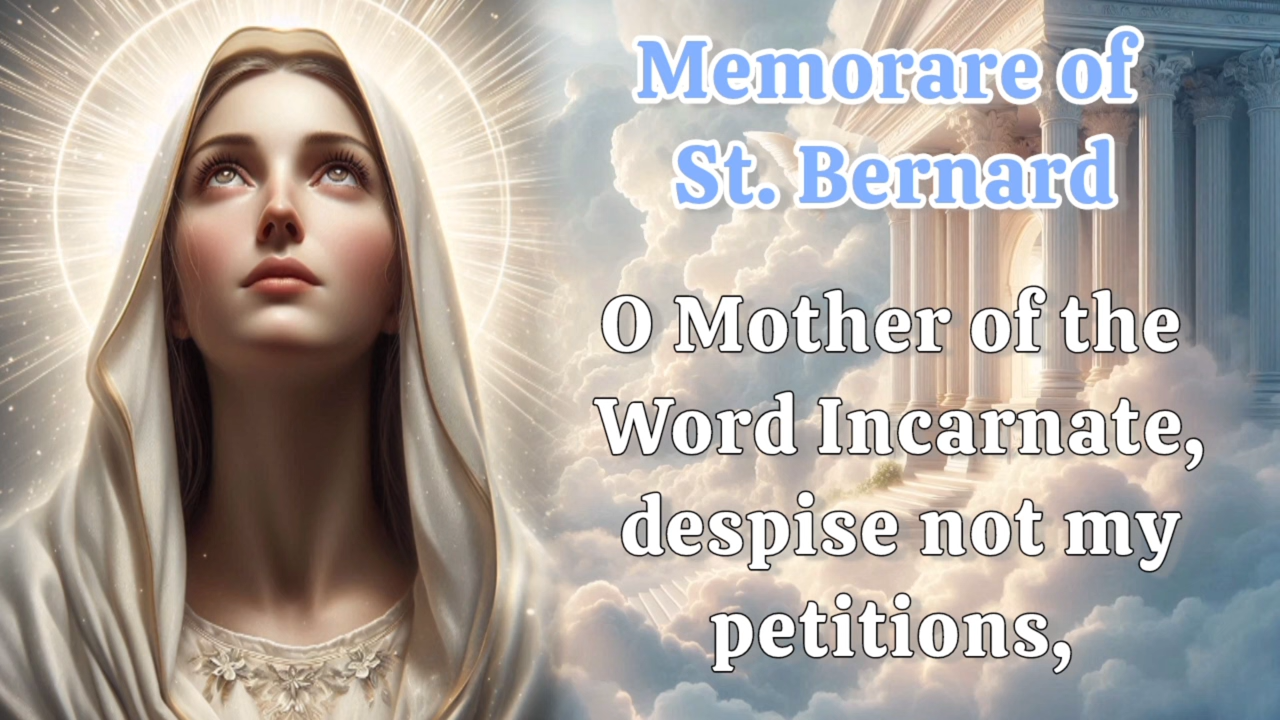 Memorare of
St. Bernard
O Mother of the
Word Incarnate,
despise not my
petitions,